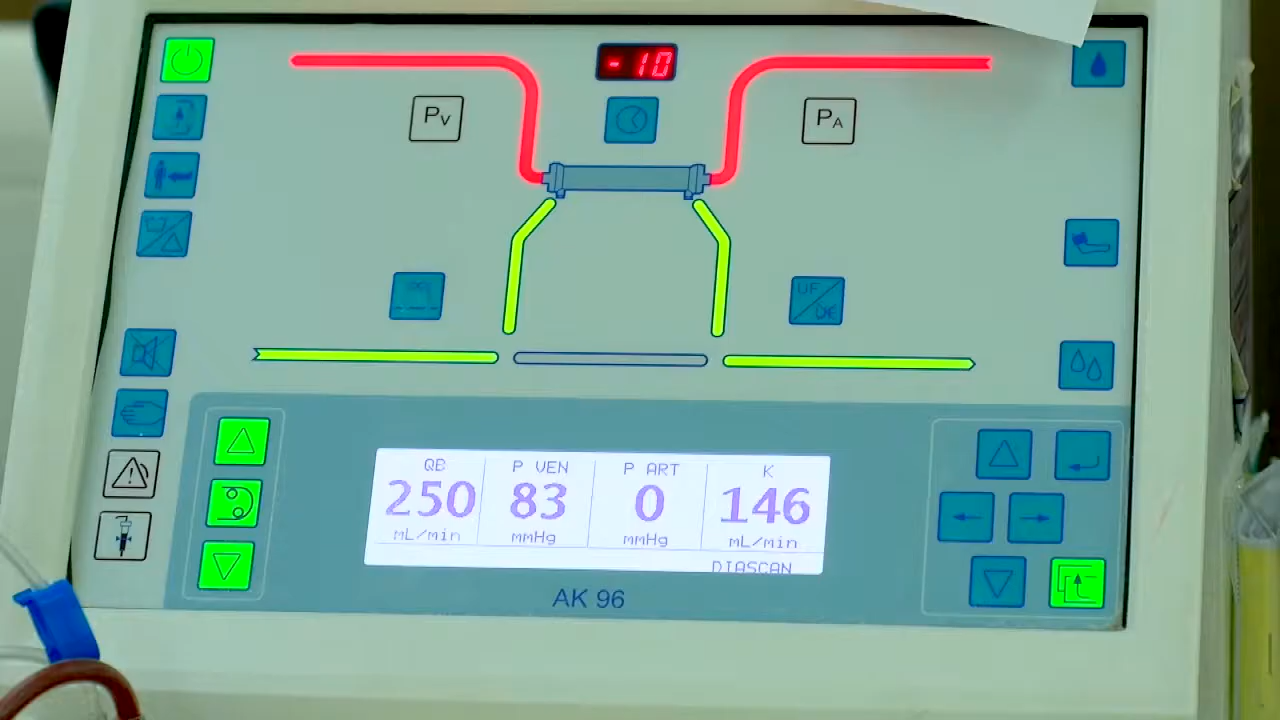 -10
PV
PA
UF/DE
QB P VEN P ART K
250 83 0 146
mL/min mmHg mmHg mL/min
DIASCAN
AK 96